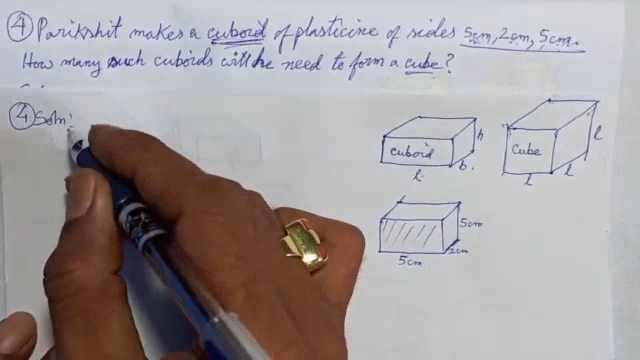 ④ Parikshit makes a cuboid of plasticine of sides 5cm, 2cm, 5cm.
How many such cuboids will he need to form a cube?
④ Soln:
cuboid
h
b.
l.
Cube
l
l
l
5cm
2cm
5cm